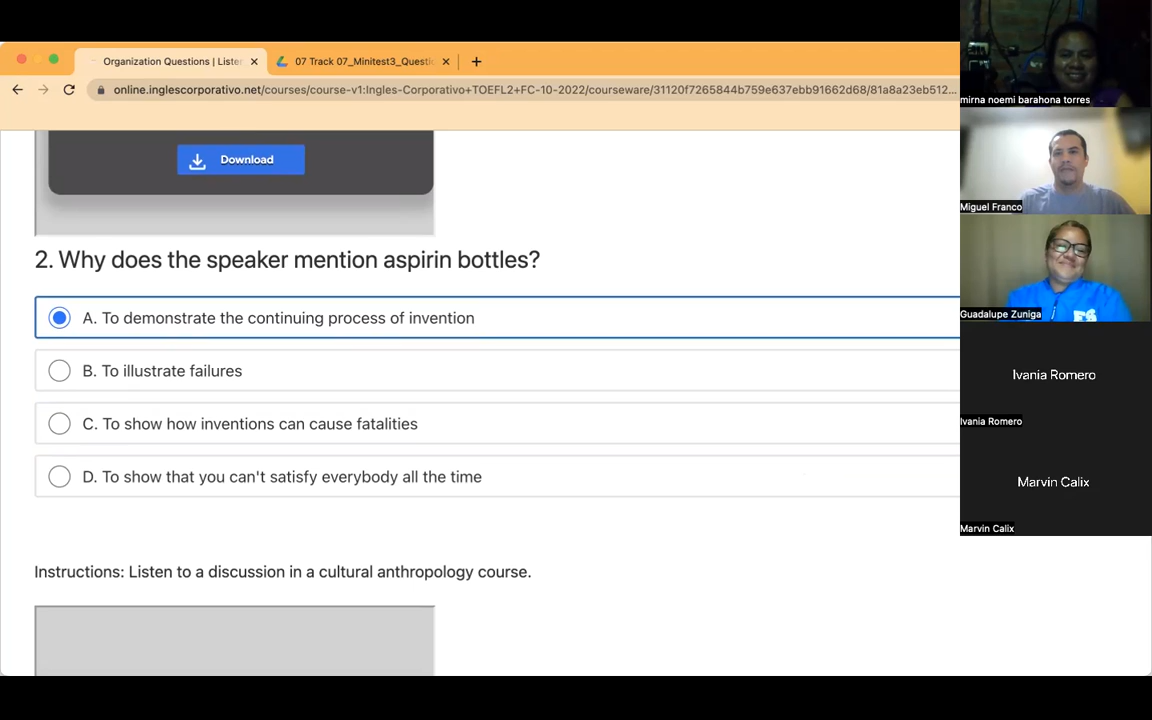 Organization Questions | Lister
07 Track 07_Minitest3_Questi
online.inglescorporativo.net/courses/course-v1:Ingles-Corporativo+TOEFL2+FC-10-2022/courseware/31120f7265844b759e637ebb91662d68/81a8a23eb512...
Download
2. Why does the speaker mention aspirin bottles?
A. To demonstrate the continuing process of invention
B. To illustrate failures
C. To show how inventions can cause fatalities
D. To show that you can't satisfy everybody all the time
Instructions: Listen to a discussion in a cultural anthropology course.
mirna noemi barahona torres
Miguel Franco
Guadalupe Zuniga
Ivania Romero
Ivania Romero
Marvin Calix
Marvin Calix